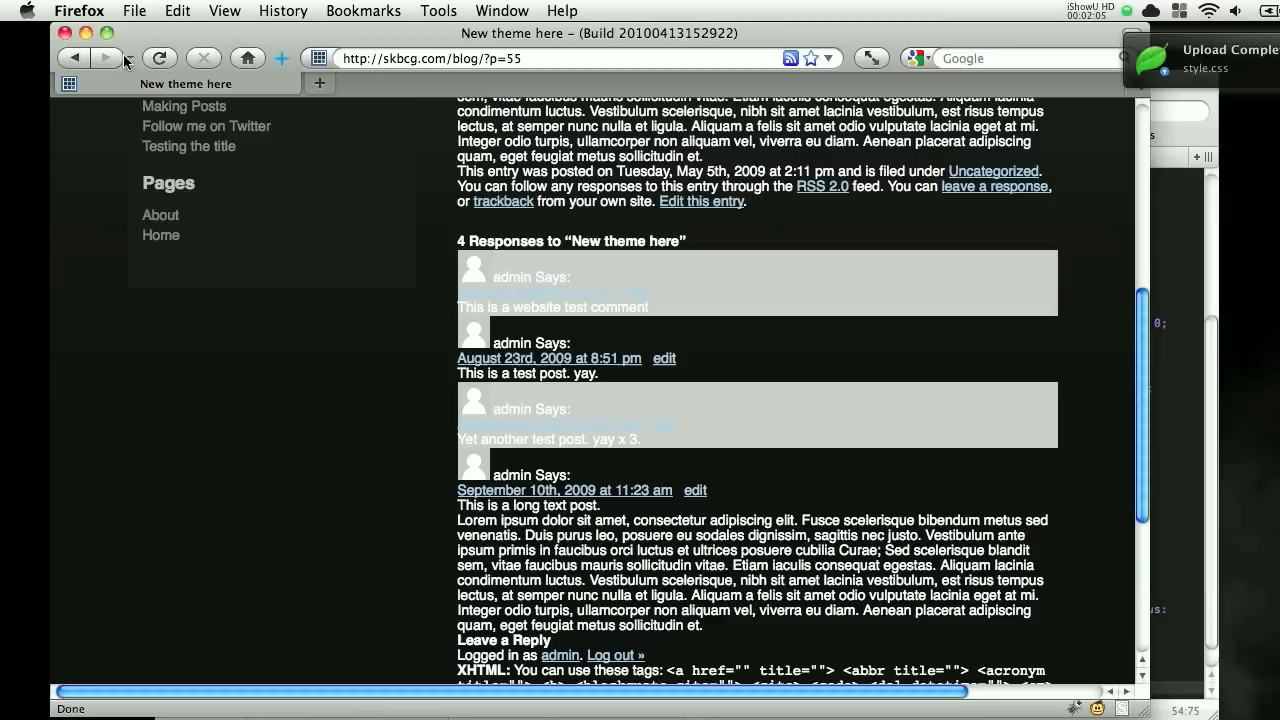 Firefox File Edit View History Bookmarks Tools Window Help
iShowU HD
00:02:05
New theme here – (Build 20100413152922)
http://skbcg.com/blog/?p=55
Google
Upload Comple
style.css
New theme here
Making Posts
Follow me on Twitter
Testing the title
Pages
About
Home
sem, vitae faucibus mauris sollicitudin vitae. Etiam iaculis consequat egestas. Aliquam lacinia
condimentum luctus. Vestibulum scelerisque, nibh sit amet lacinia vestibulum, est risus tempus
lectus, at semper nunc nulla et ligula. Aliquam a felis sit amet odio vulputate lacinia eget at mi.
Integer odio turpis, ullamcorper non aliquam vel, viverra eu diam. Aenean placerat adipiscing
quam, eget feugiat metus sollicitudin et.
This entry was posted on Tuesday, May 5th, 2009 at 2:11 pm and is filed under Uncategorized.
You can follow any responses to this entry through the RSS 2.0 feed. You can leave a response,
or trackback from your own site. Edit this entry.
4 Responses to “New theme here”
admin Says:
This is a website test comment
admin Says:
August 23rd, 2009 at 8:51 pm edit
This is a test post. yay.
admin Says:
Yet another test post. yay x 3.
admin Says:
September 10th, 2009 at 11:23 am edit
This is a long text post.
Lorem ipsum dolor sit amet, consectetur adipiscing elit. Fusce scelerisque bibendum metus sed
venenatis. Duis purus leo, posuere eu sodales dignissim, sagittis nec justo. Vestibulum ante
ipsum primis in faucibus orci luctus et ultrices posuere cubilia Curae; Sed scelerisque blandit
sem, vitae faucibus mauris sollicitudin vitae. Etiam iaculis consequat egestas. Aliquam lacinia
condimentum luctus. Vestibulum scelerisque, nibh sit amet lacinia vestibulum, est risus tempus
lectus, at semper nunc nulla et ligula. Aliquam a felis sit amet odio vulputate lacinia eget at mi.
Integer odio turpis, ullamcorper non aliquam vel, viverra eu diam. Aenean placerat adipiscing
quam, eget feugiat metus sollicitudin et.
Leave a Reply
Logged in as admin. Log out »
XHTML: You can use these tags: <a href="" title=""> <abbr title=""> <acronym
0;
us:
Done
54:75